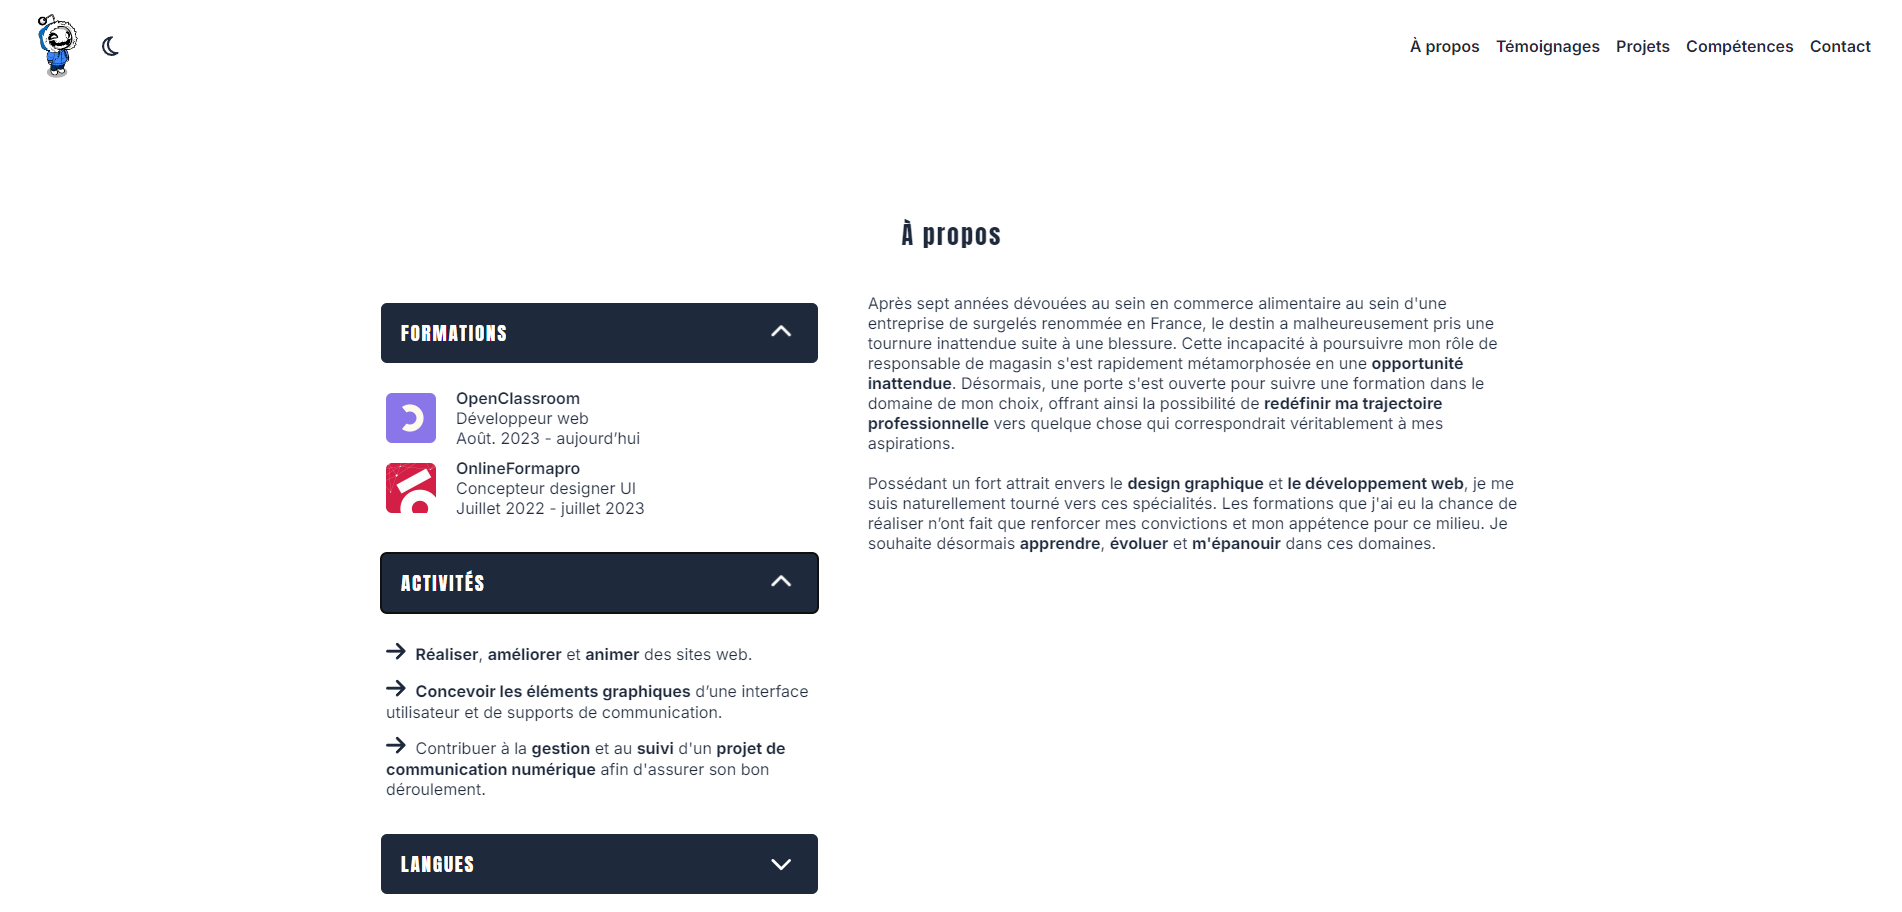 À propos Témoignages Projets Compétences Contact
À propos
FORMATIONS
OpenClassroom
Développeur web
Août. 2023 - aujourd’hui
OnlineFormapro
Concepteur designer UI
Juillet 2022 - juillet 2023
ACTIVITÉS
Réaliser, améliorer et animer des sites web.
Concevoir les éléments graphiques d’une interface
utilisateur et de supports de communication.
Contribuer à la gestion et au suivi d'un projet de
communication numérique afin d'assurer son bon
déroulement.
LANGUES
Après sept années dévouées au sein en commerce alimentaire au sein d'une
entreprise de surgelés renommée en France, le destin a malheureusement pris une
tournure inattendue suite à une blessure. Cette incapacité à poursuivre mon rôle de
responsable de magasin s'est rapidement métamorphosée en une opportunité
inattendue. Désormais, une porte s'est ouverte pour suivre une formation dans le
domaine de mon choix, offrant ainsi la possibilité de redéfinir ma trajectoire
professionnelle vers quelque chose qui correspondrait véritablement à mes
aspirations.
Possédant un fort attrait envers le design graphique et le développement web, je me
suis naturellement tourné vers ces spécialités. Les formations que j'ai eu la chance de
réaliser n’ont fait que renforcer mes convictions et mon appétence pour ce milieu. Je
souhaite désormais apprendre, évoluer et m'épanouir dans ces domaines.